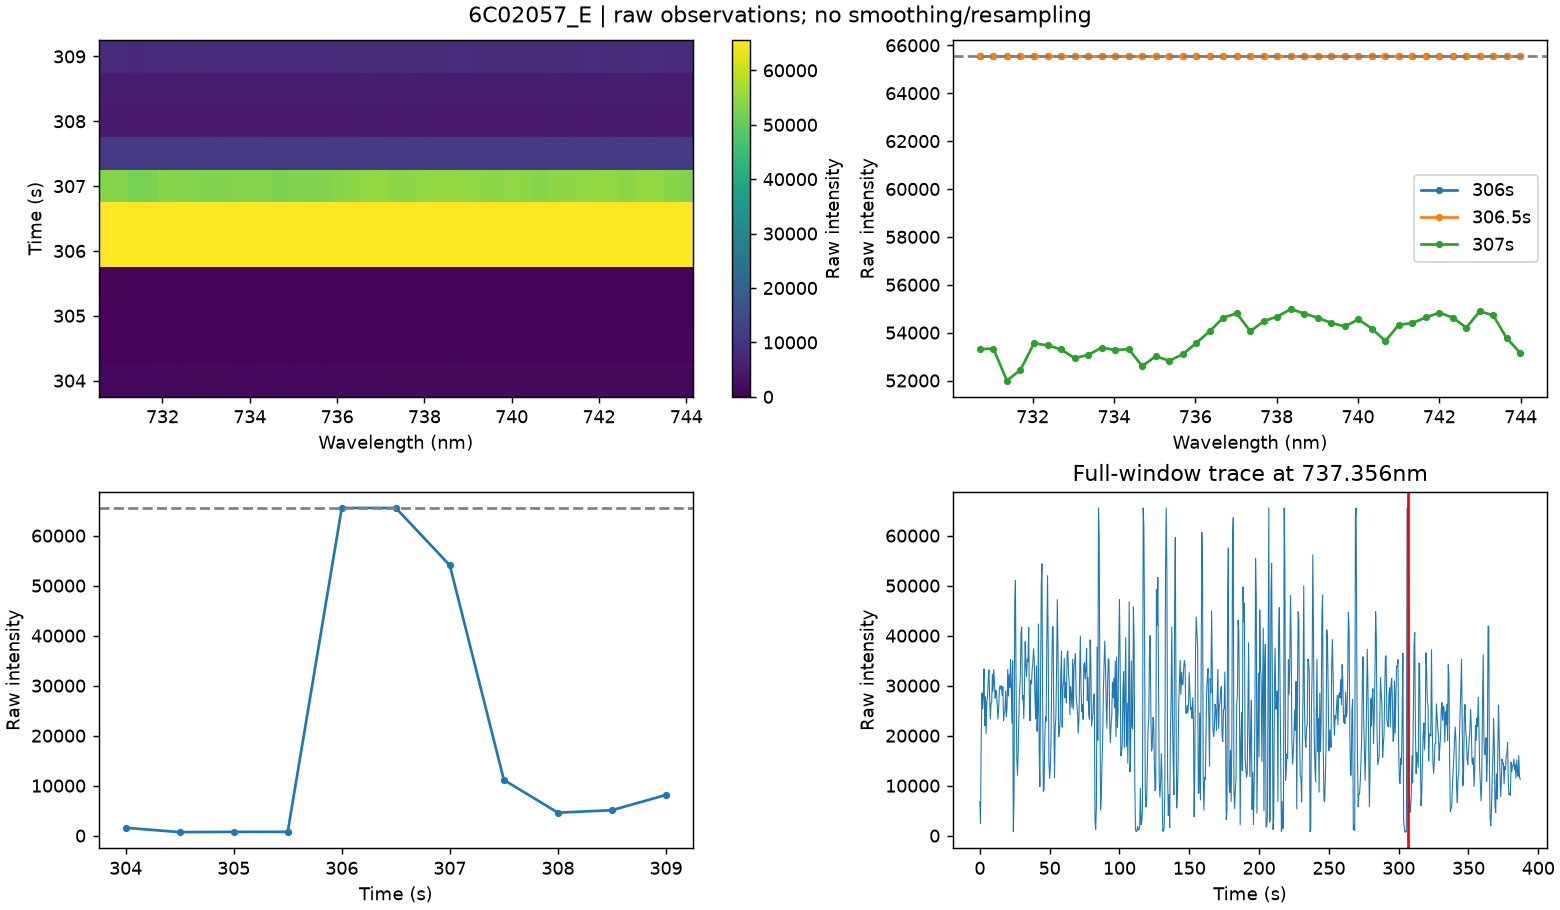 6C02057_E | raw observations; no smoothing/resampling
309
308
307
306
305
304
Time (s)
732 734 736 738 740 742 744
Wavelength (nm)
60000
50000
40000
30000
20000
10000
0
Raw intensity
66000
64000
62000
60000
58000
56000
54000
52000
Raw intensity
306s
306.5s
307s
732 734 736 738 740 742 744
Wavelength (nm)
60000
50000
40000
30000
20000
10000
0
Raw intensity
304 305 306 307 308 309
Time (s)
Full-window trace at 737.356nm
60000
50000
40000
30000
20000
10000
0
Raw intensity
0 50 100 150 200 250 300 350 400
Time (s)